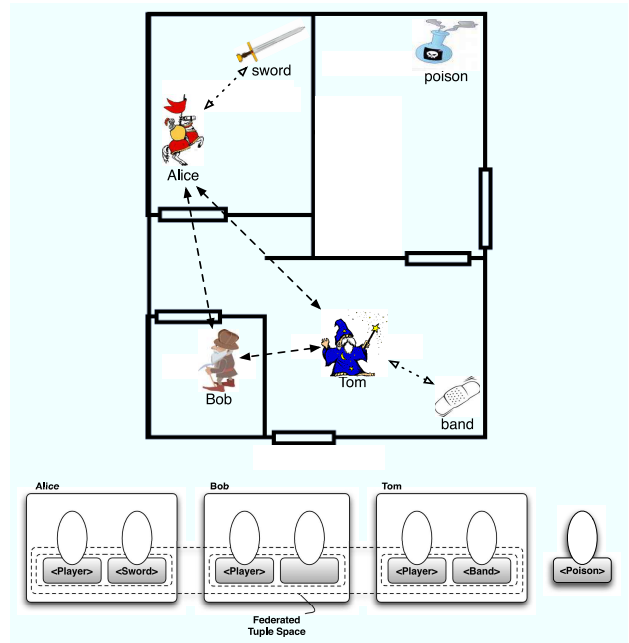 sword
poison
Alice
Bob
Tom
band
Alice
Bob
Tom
<Player>
<Sword>
<Player>
<Player>
<Band>
<Poison>
Federated
Tuple Space